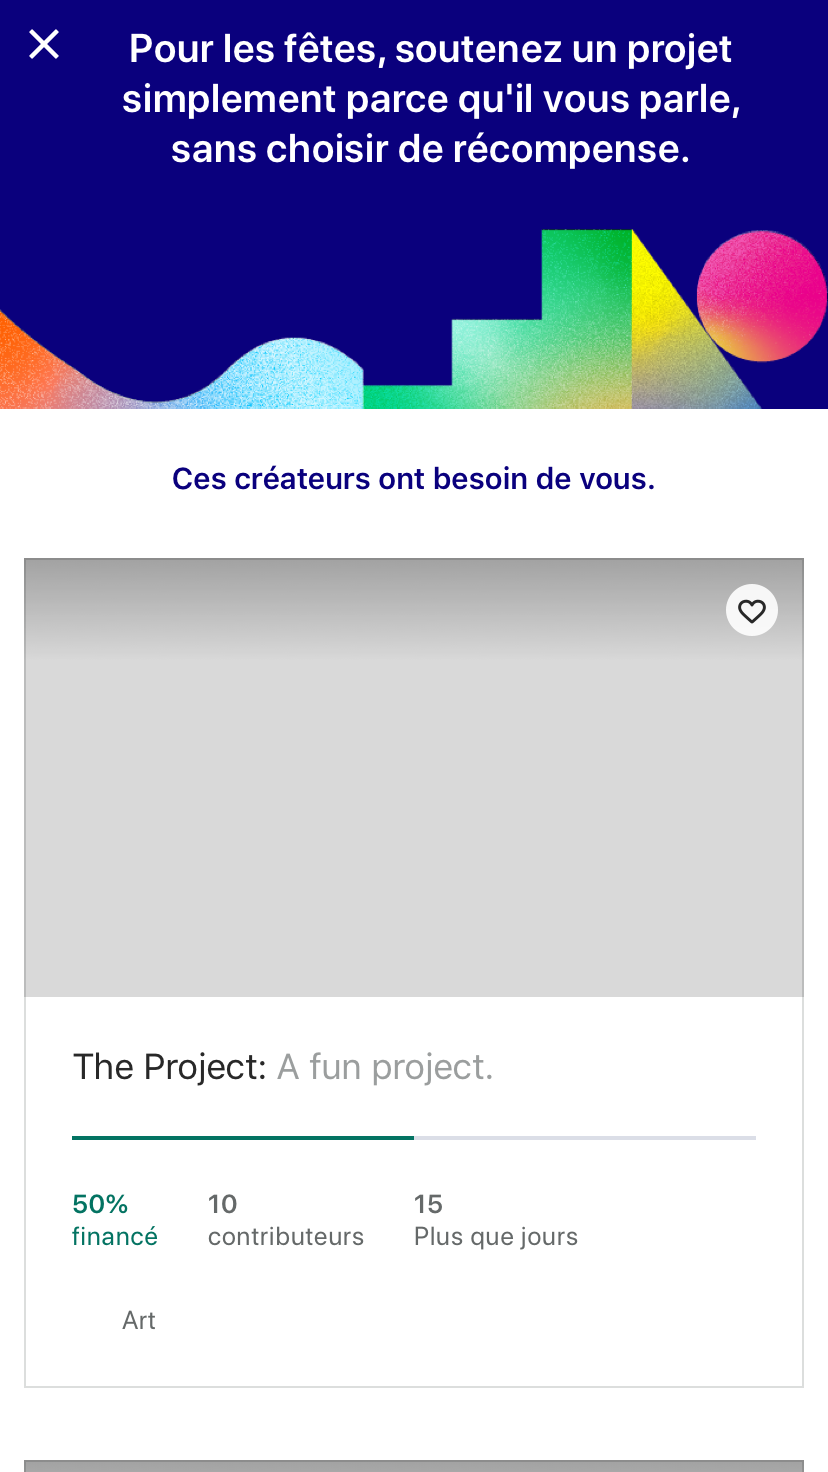 Pour les fêtes, soutenez un projet
simplement parce qu'il vous parle,
sans choisir de récompense.
Ces créateurs ont besoin de vous.
The Project: A fun project.
50%
financé
10
contributeurs
15
Plus que jours
Art